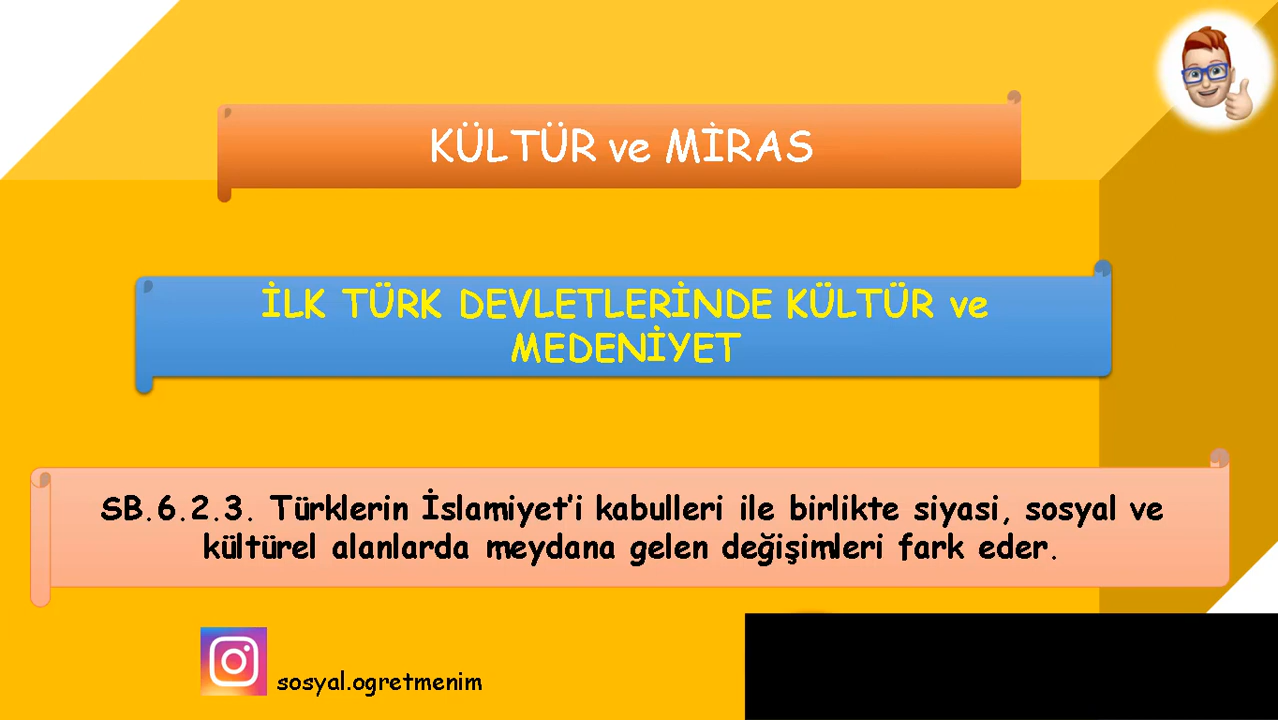 KÜLTÜR ve MİRAS
İLK TÜRK DEVLETLERİNDE KÜLTÜR ve
MEDENİYET
SB.6.2.3. Türklerin İslamiyet'i kabulleri ile birlikte siyasi, sosyal ve
kültürel alanlarda meydana gelen değişimleri fark eder.
sosyal.ogretmenim